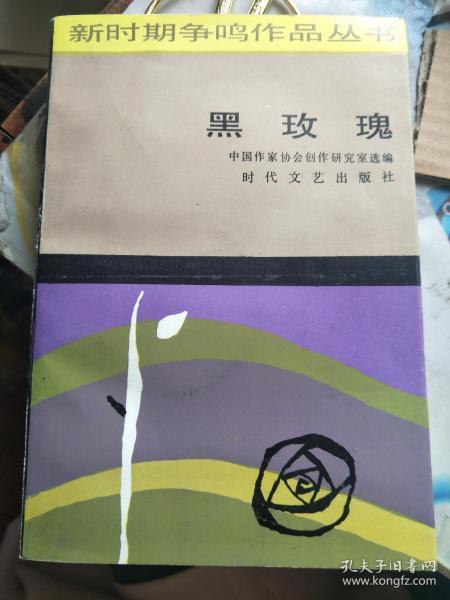 新时期争鸣作品丛书
黑玫瑰
中国作家协会创作研究室选编
时代文艺出版社
孔夫子旧书网
www.kongfz.com